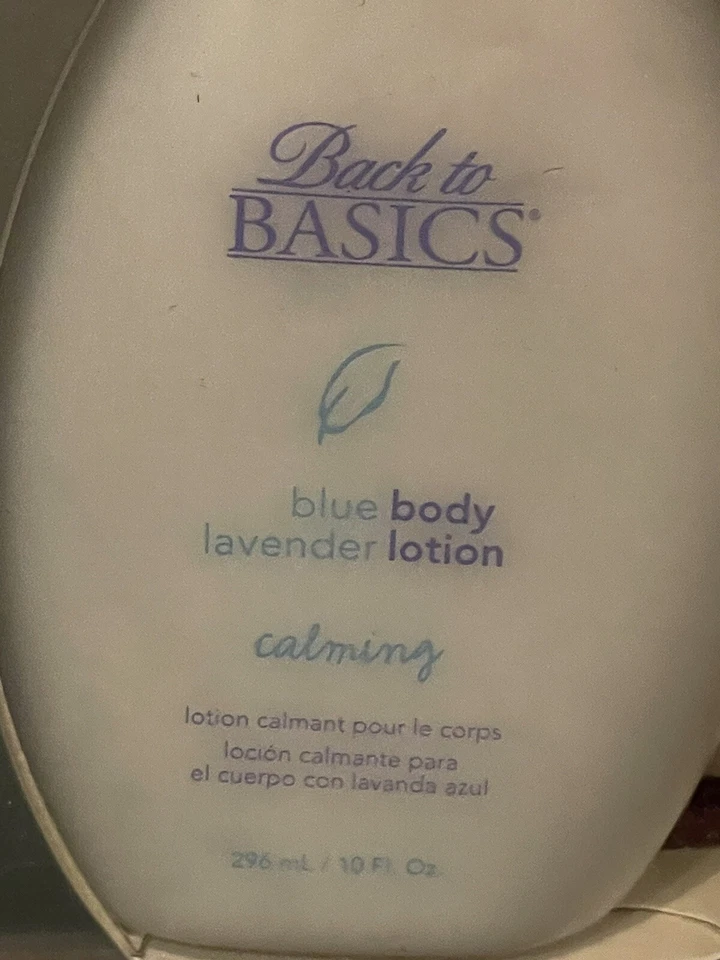 Back to
BASICS®
blue body
lavender lotion
calming
lotion calmant pour le corps
loción calmante para
el cuerpo con lavanda azul
296 mL / 10 Fl. Oz.